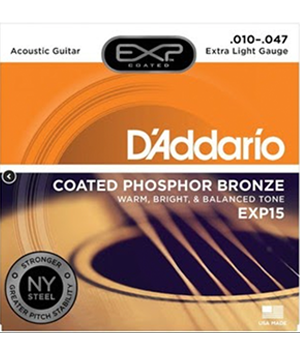 Acoustic Guitar
EXP
COATED
.010-.047
Extra Light Gauge
D'Addario
COATED PHOSPHOR BRONZE
WARM, BRIGHT, & BALANCED TONE
EXP15
STRONGER
NY
STEEL
GREATER PITCH STABILITY
USA MADE